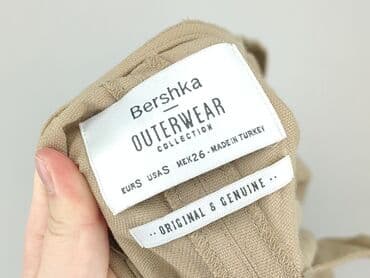 Bershka
OUTERWEAR
COLLECTION
EUR S USA S MEX 26 - MADE IN TURKEY
·· ORIGINAL & GENUINE ··